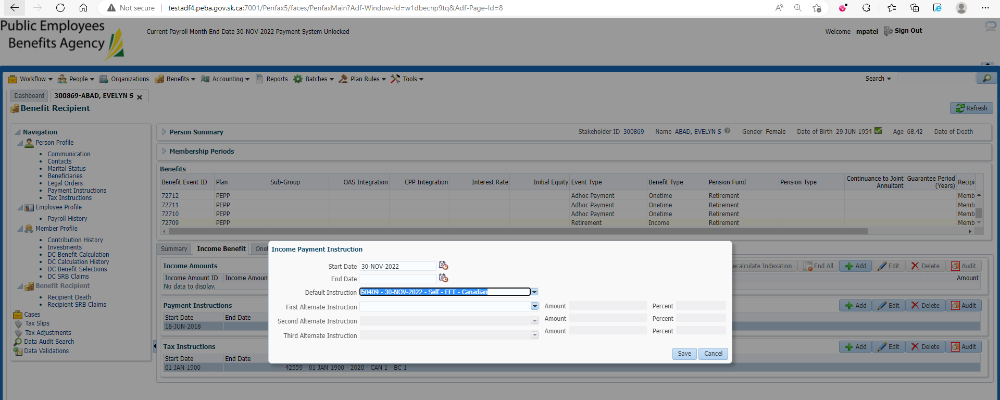 Not secure testadf4.peba.gov.sk.ca:7001/Penfax5/faces/PenfaxMain?Adf-Window-Id=w1dbecnp9tq&Adf-Page-Id=8
Public Employees
Benefits Agency
Current Payroll Month End Date 30-NOV-2022 Payment System Unlocked
Welcome mpatel Sign Out
Workflow People Organizations Benefits Accounting Reports Batches Plan Rules Tools Search
Dashboard 300869-ABAD, EVELYN S
Benefit Recipient Refresh
Navigation
Person Profile
Communication
Contacts
Marital Status
Beneficiaries
Legal Orders
Payment Instructions
Tax Instructions
Employee Profile
Payroll History
Member Profile
Contribution History
Investments
DC Benefit Calculation
DC Calculation History
DC Benefit Selections
DC SRB Claims
Benefit Recipient
Recipient Death
Recipient SRB Claims
Cases
Tax Slips
Tax Adjustments
Data Audit Search
Data Validations
Person Summary Stakeholder ID 300869 Name ABAD, EVELYN S Gender Female Date of Birth 29-JUN-1954 Age 68.42 Date of Death
Membership Periods
Benefits
Benefit Event ID Plan Sub-Group OAS Integration CPP Integration Interest Rate Initial Equity Event Type Benefit Type Pension Fund Pension Type Continuance to Joint Annuitant Guarantee Period (Years) Recipi
72712 PEPP Adhoc Payment Onetime Retirement Memb
72711 PEPP Adhoc Payment Onetime Retirement Memb
72710 PEPP Adhoc Payment Onetime Retirement Memb
72709 PEPP Retirement Income Retirement Memb
Summary Income Benefit Onet
Income Amounts ecalculate Indexation End All Add Edit Delete Audit
Income Amount ID Income Amoun Amount
No data to display.
Payment Instructions Add Edit Delete Audit
Start Date End Date
18-JUN-2018
Tax Instructions Add Edit Delete Audit
Start Date End Date
01-JAN-1900 42559 - 01-JAN-1900 - 2020 - CAN 1 - BC 1
Income Payment Instruction
Start Date 30-NOV-2022
End Date
Default Instruction 50409 - 30-NOV-2022 - Self - EFT - Canadian
First Alternate Instruction Amount Percent
Second Alternate Instruction Amount Percent
Third Alternate Instruction Amount Percent
Save Cancel